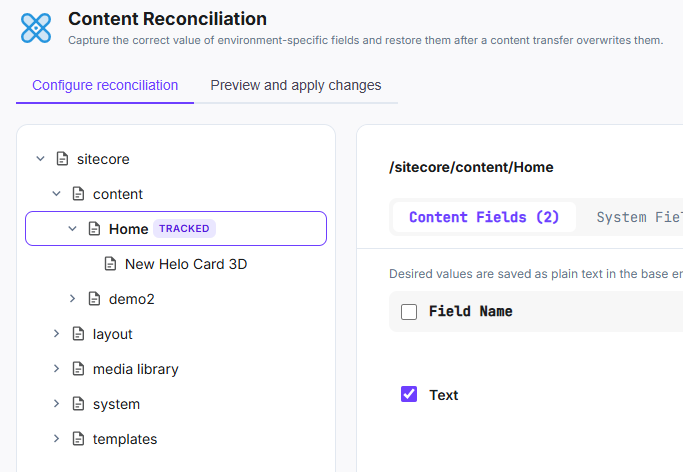 Content Reconciliation
Capture the correct value of environment-specific fields and restore them after a content transfer overwrites them.
Configure reconciliation
Preview and apply changes
sitecore
content
Home TRACKED
New Helo Card 3D
demo2
layout
media library
system
templates
/sitecore/content/Home
Content Fields (2)
System Fiel
Desired values are saved as plain text in the base en
Field Name
Text